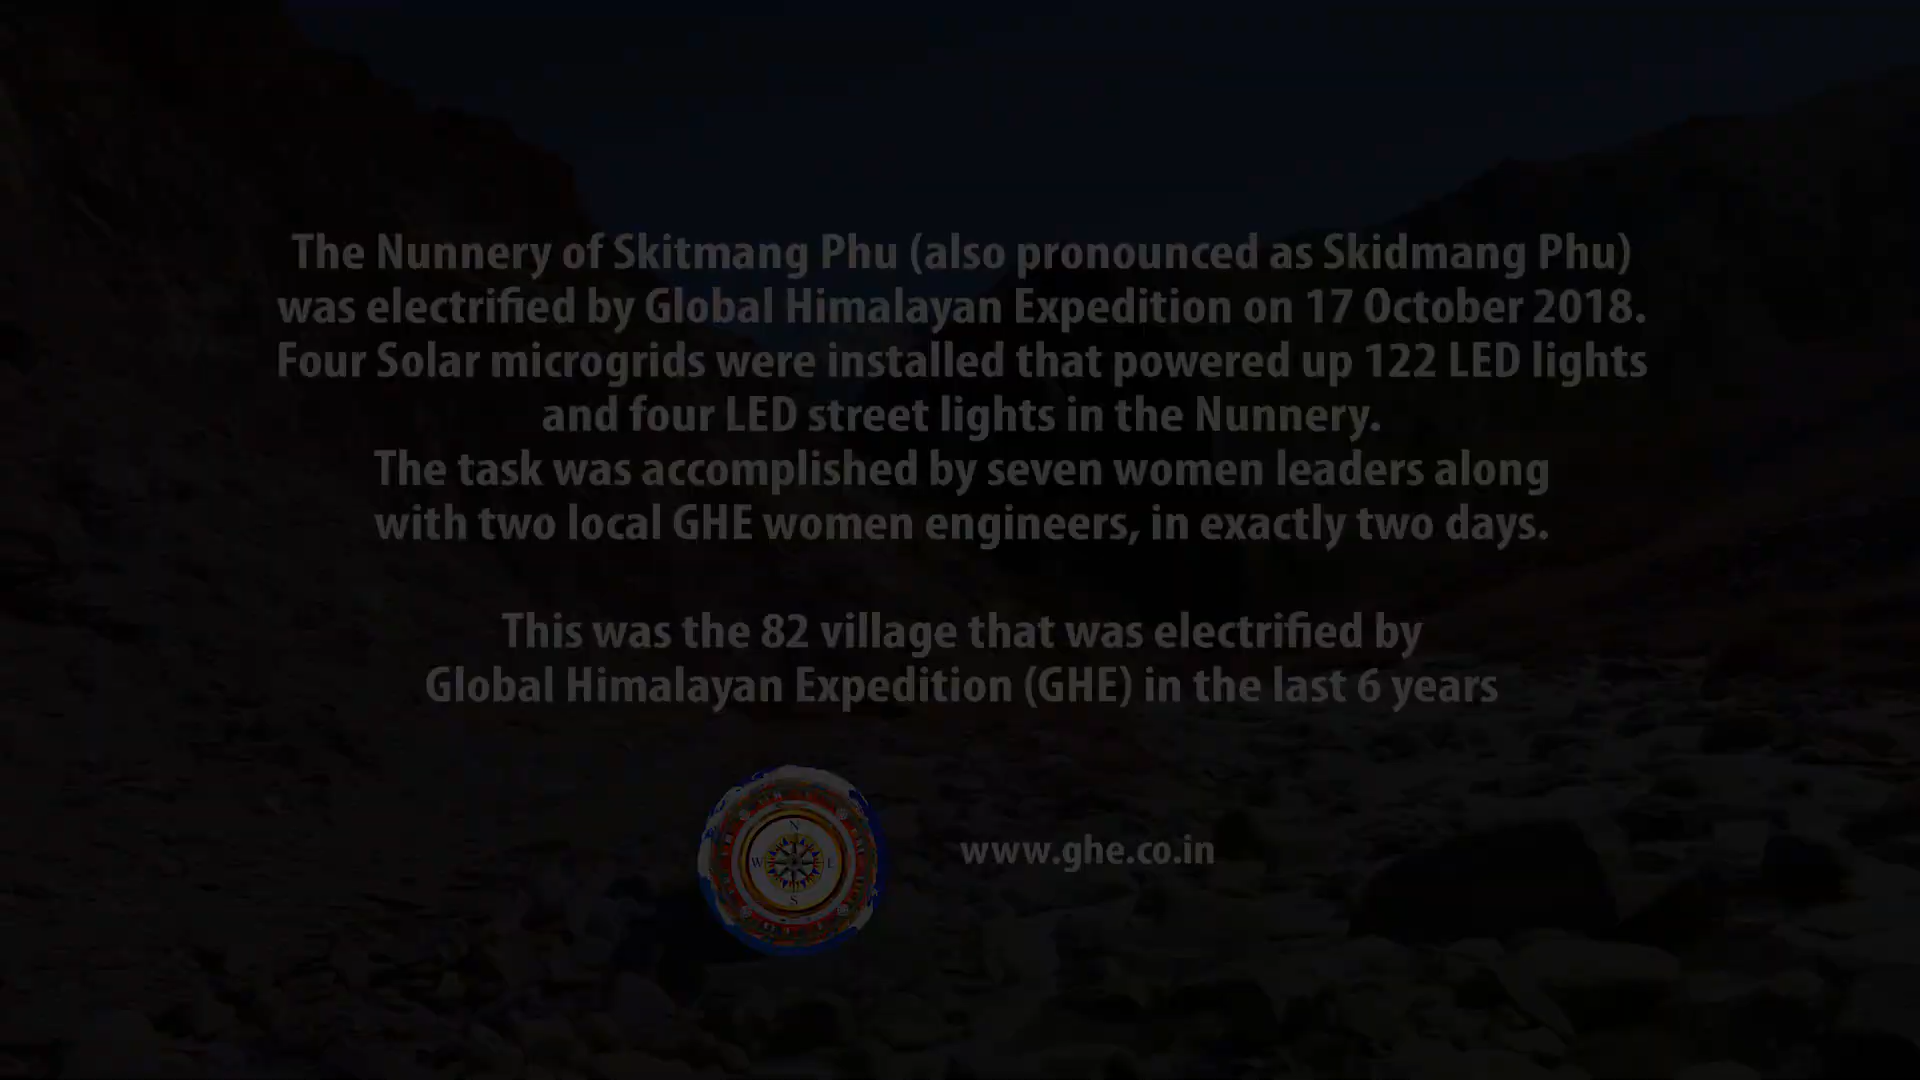 The Nunnery of Skitmang Phu (also pronounced as Skidmang Phu)
was electrified by Global Himalayan Expedition on 17 October 2018.
Four Solar microgrids were installed that powered up 122 LED lights
and four LED street lights in the Nunnery.
The task was accomplished by seven women leaders along
with two local GHE women engineers, in exactly two days.
This was the 82 village that was electrified by
Global Himalayan Expedition (GHE) in the last 6 years
N
W E
S
www.ghe.co.in